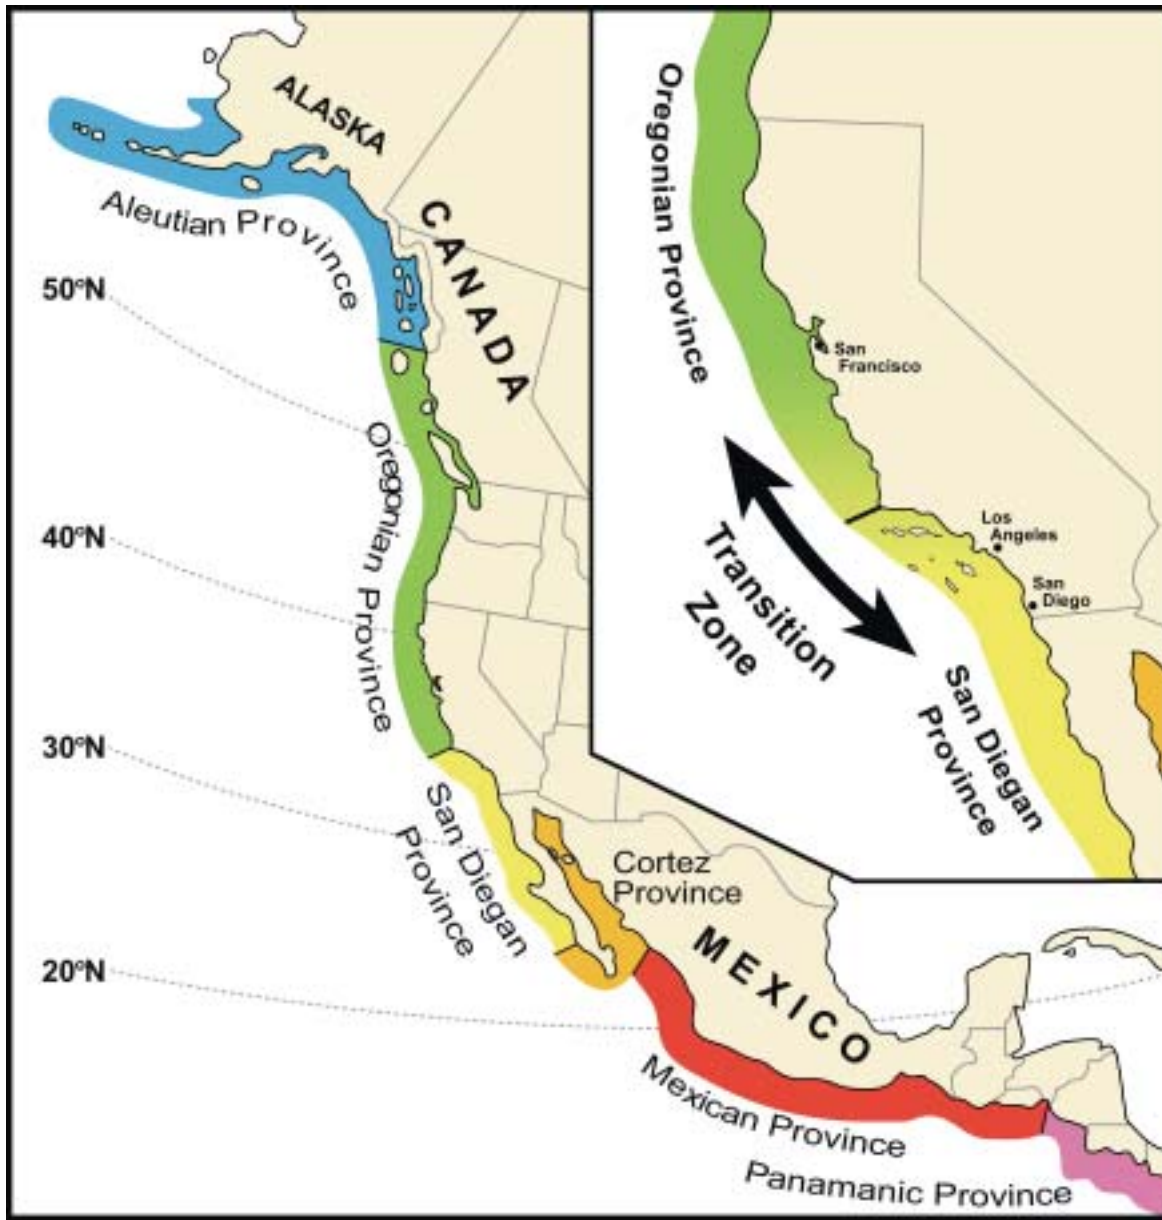 ALASKA
CANADA
Aleutian Province
50°N
Oregonian Province
40°N
30°N
San Diegan
Province
Cortez
Province
20°N
MEXICO
Mexican Province
Panamanic Province
Oregonian Province
San
Francisco
Transition
Zone
Los
Angeles
San
Diego
San Diegan
Province